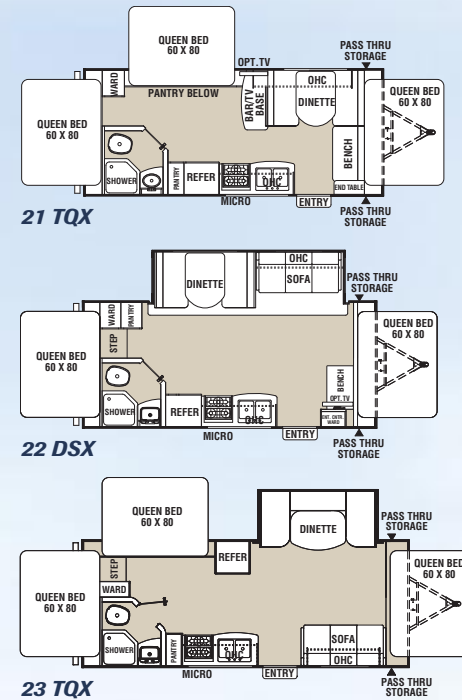 QUEEN BED
60 X 80
PASS THRU
STORAGE
OPT.TV
WARD
PANTRY BELOW
BAR/TV
BASE
OHC
DINETTE
QUEEN BED
60 X 80
QUEEN BED
60 X 80
BENCH
SHOWER
PANTRY
REFER
OHC
END TABLE
MICRO
ENTRY
PASS THRU
STORAGE
21 TQX
OHC
SOFA
DINETTE
PASS THRU
STORAGE
WARD
PANTRY
STEP
QUEEN BED
60 X 80
QUEEN BED
60 X 80
BENCH
OPT.TV
SHOWER
REFER
OHC
ENT. CNTR.
WARD
MICRO
ENTRY
PASS THRU
STORAGE
22 DSX
QUEEN BED
60 X 80
DINETTE
PASS THRU
STORAGE
REFER
STEP
WARD
QUEEN BED
60 X 80
QUEEN BED
60 X 80
SHOWER
PANTRY
OHC
SOFA
OHC
MICRO
ENTRY
PASS THRU
STORAGE
23 TQX